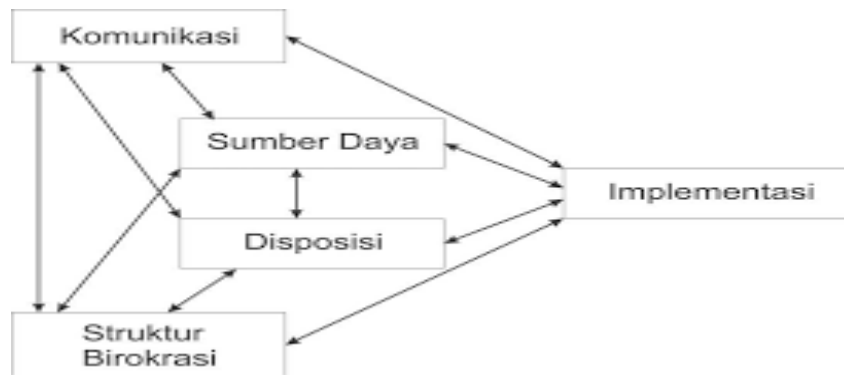 Komunikasi
Sumber Daya
Implementasi
Disposisi
Struktur
Birokrasi